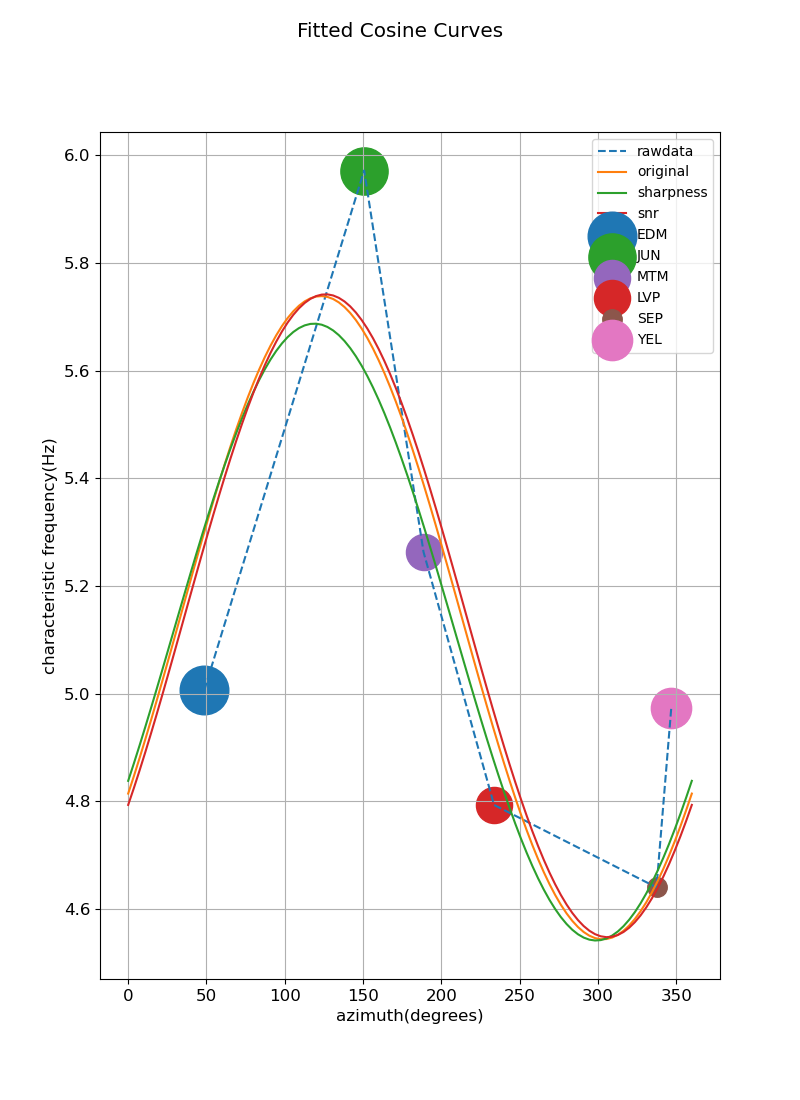 Fitted Cosine Curves
6.0
5.8
5.6
5.4
5.2
5.0
4.8
4.6
characteristic frequency(Hz)
rawdata
original
sharpness
snr
EDM
JUN
MTM
LVP
SEP
YEL
0 50 100 150 200 250 300 350
azimuth(degrees)